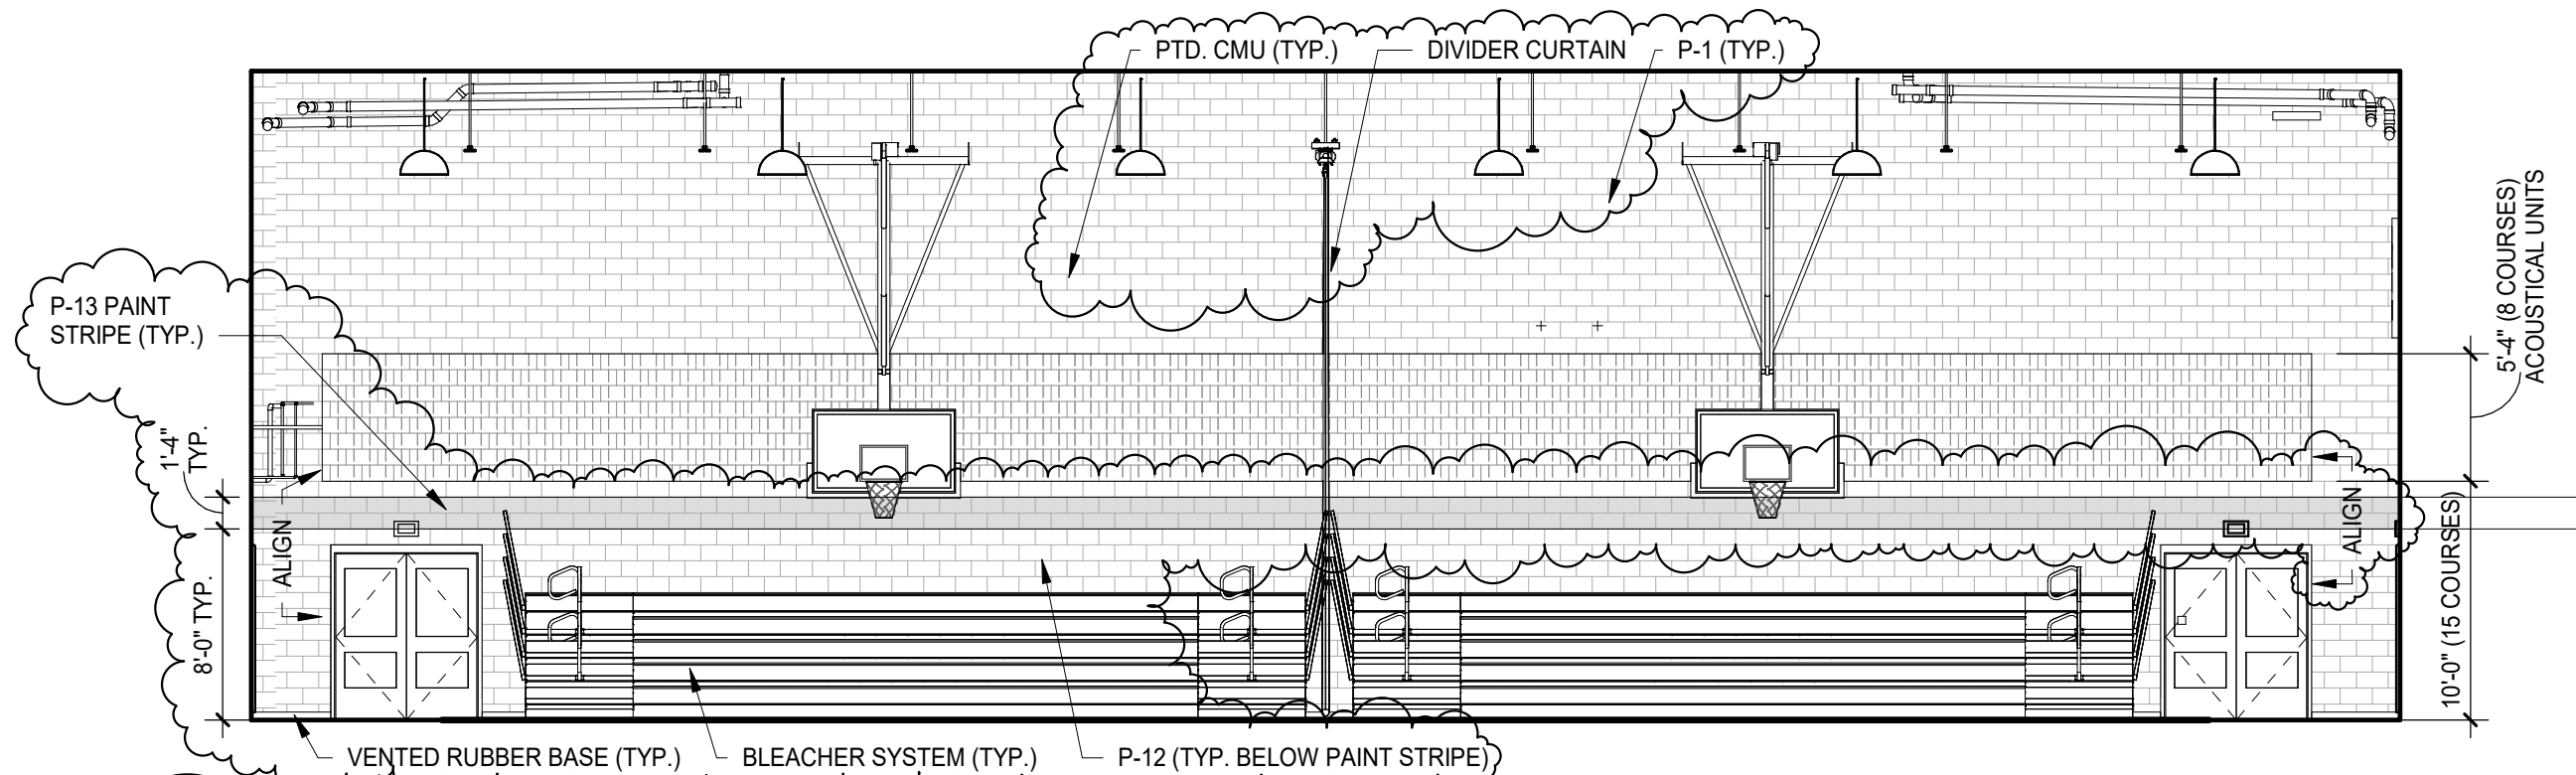 PTD. CMU (TYP.)
DIVIDER CURTAIN
P-1 (TYP.)
P-13 PAINT
STRIPE (TYP.)
5'-4" (8 COURSES)
ACOUSTICAL UNITS
1'-4"
TYP.
ALIGN
ALIGN
8'-0" TYP.
10'-0" (15 COURSES)
VENTED RUBBER BASE (TYP.)
BLEACHER SYSTEM (TYP.)
P-12 (TYP. BELOW PAINT STRIPE)